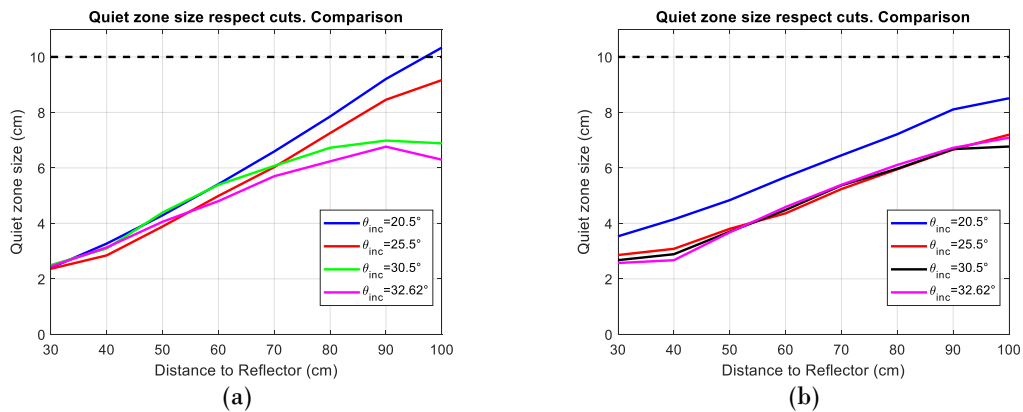 Quiet zone size respect cuts. Comparison
Quiet zone size (cm)
10
8
6
4
2
0
θinc=20.5°
θinc=25.5°
θinc=30.5°
θinc=32.62°
30 40 50 60 70 80 90 100
Distance to Reflector (cm)
(a)
Quiet zone size respect cuts. Comparison
Quiet zone size (cm)
10
8
6
4
2
0
θinc=20.5°
θinc=25.5°
θinc=30.5°
θinc=32.62°
30 40 50 60 70 80 90 100
Distance to Reflector (cm)
(b)